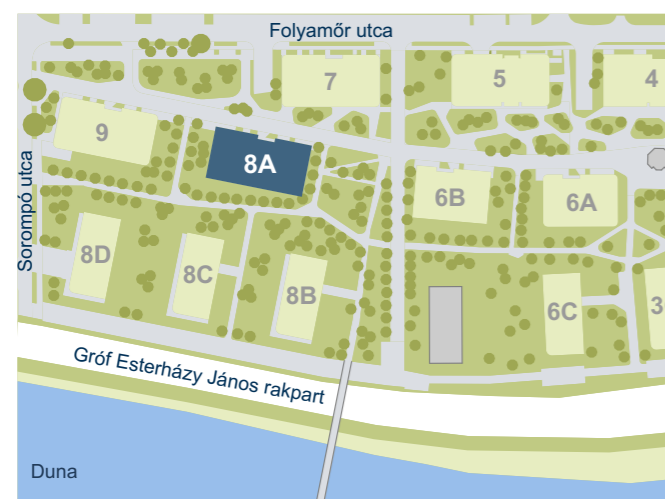 Folyamőr utca
7
5
4
9
8A
6B
6A
Sorompó utca
8D
8C
8B
6C
3
Gróf Esterházy János rakpart
Duna